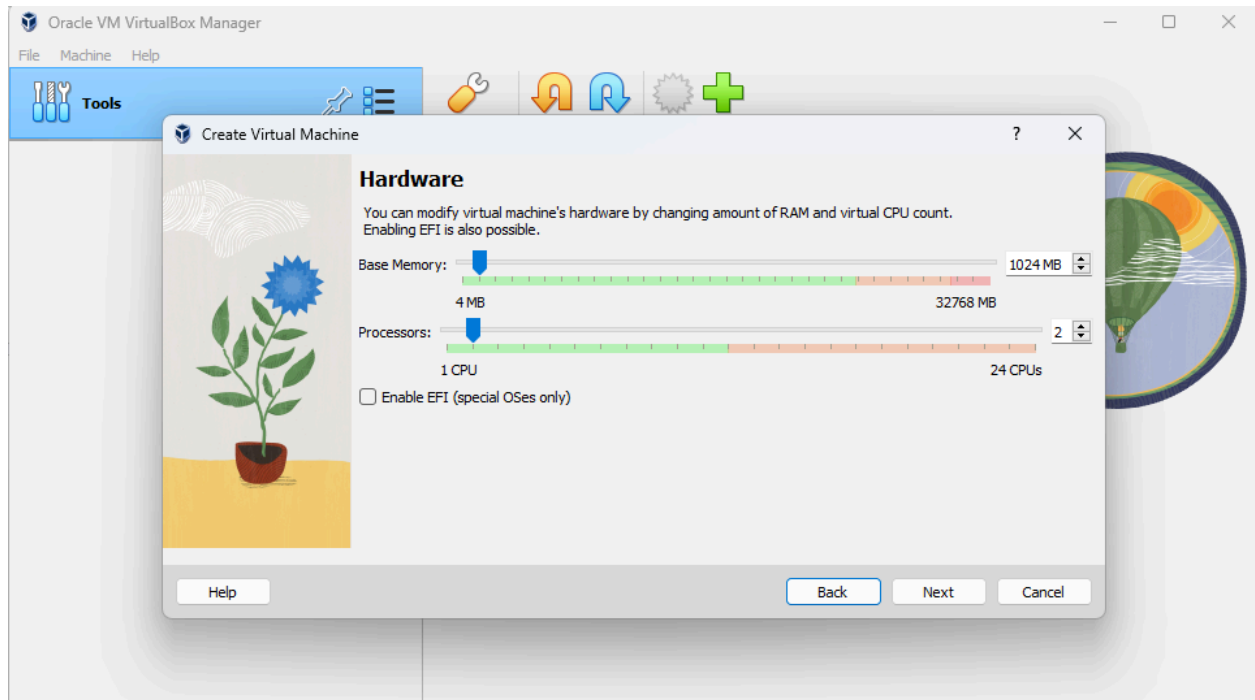 Oracle VM VirtualBox Manager
File Machine Help
Tools
Create Virtual Machine
?
Hardware
You can modify virtual machine's hardware by changing amount of RAM and virtual CPU count.
Enabling EFI is also possible.
Base Memory:
1024 MB
4 MB
32768 MB
Processors:
2
1 CPU
24 CPUs
Enable EFI (special OSes only)
Help
Back
Next
Cancel